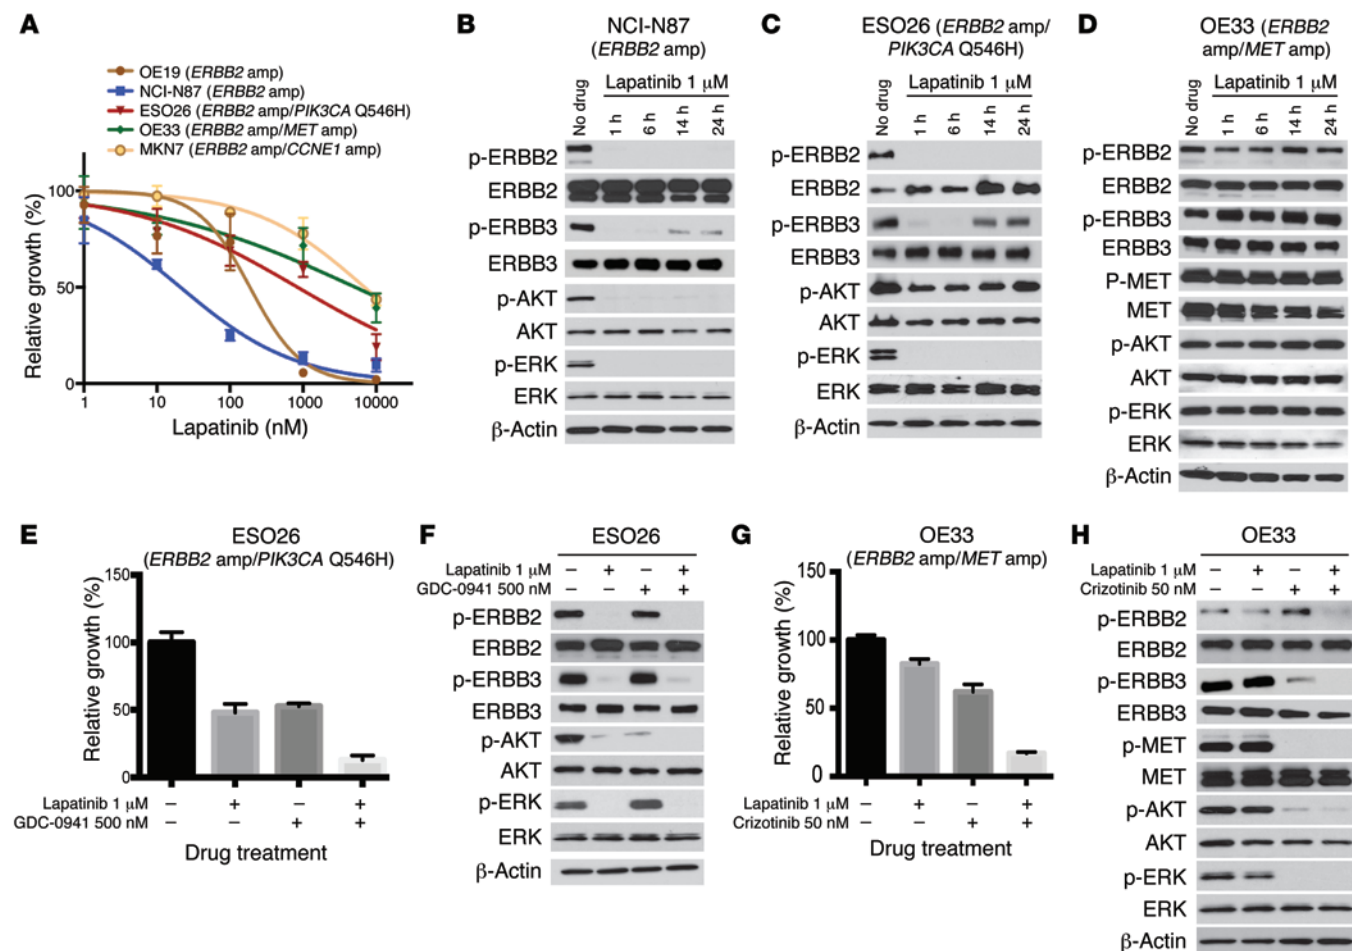 A
OE19 (ERBB2 amp)
NCI-N87 (ERBB2 amp)
ESO26 (ERBB2 amp/PIK3CA Q546H)
OE33 (ERBB2 amp/MET amp)
MKN7 (ERBB2 amp/CCNE1 amp)
Relative growth (%)
100
50
0
1 10 100 1000 10000
Lapatinib (nM)
B
NCI-N87
(ERBB2 amp)
Lapatinib 1 μM
No drug 1 h 6 h 14 h 24 h
p-ERBB2
ERBB2
p-ERBB3
ERBB3
p-AKT
AKT
p-ERK
ERK
β-Actin
C
ESO26 (ERBB2 amp/
PIK3CA Q546H)
Lapatinib 1 μM
No drug 1 h 6 h 14 h 24 h
p-ERBB2
ERBB2
p-ERBB3
ERBB3
p-AKT
AKT
p-ERK
ERK
β-Actin
D
OE33 (ERBB2
amp/MET amp)
Lapatinib 1 μM
No drug 1 h 6 h 14 h 24 h
p-ERBB2
ERBB2
p-ERBB3
ERBB3
P-MET
MET
p-AKT
AKT
p-ERK
ERK
β-Actin
E
ESO26
(ERBB2 amp/PIK3CA Q546H)
Relative growth (%)
150
100
50
0
Lapatinib 1 μM − + − +
GDC-0941 500 nM − − + +
Drug treatment
F
ESO26
Lapatinib 1 μM − + − +
GDC-0941 500 nM − − + +
p-ERBB2
ERBB2
p-ERBB3
ERBB3
p-AKT
AKT
p-ERK
ERK
β-Actin
G
OE33
(ERBB2 amp/MET amp)
Relative growth (%)
150
100
50
0
Lapatinib 1 μM − + − +
Crizotinib 50 nM − − + +
Drug treatment
H
OE33
Lapatinib 1 μM − + − +
Crizotinib 50 nM − − + +
p-ERBB2
ERBB2
p-ERBB3
ERBB3
p-MET
MET
p-AKT
AKT
p-ERK
ERK
β-Actin